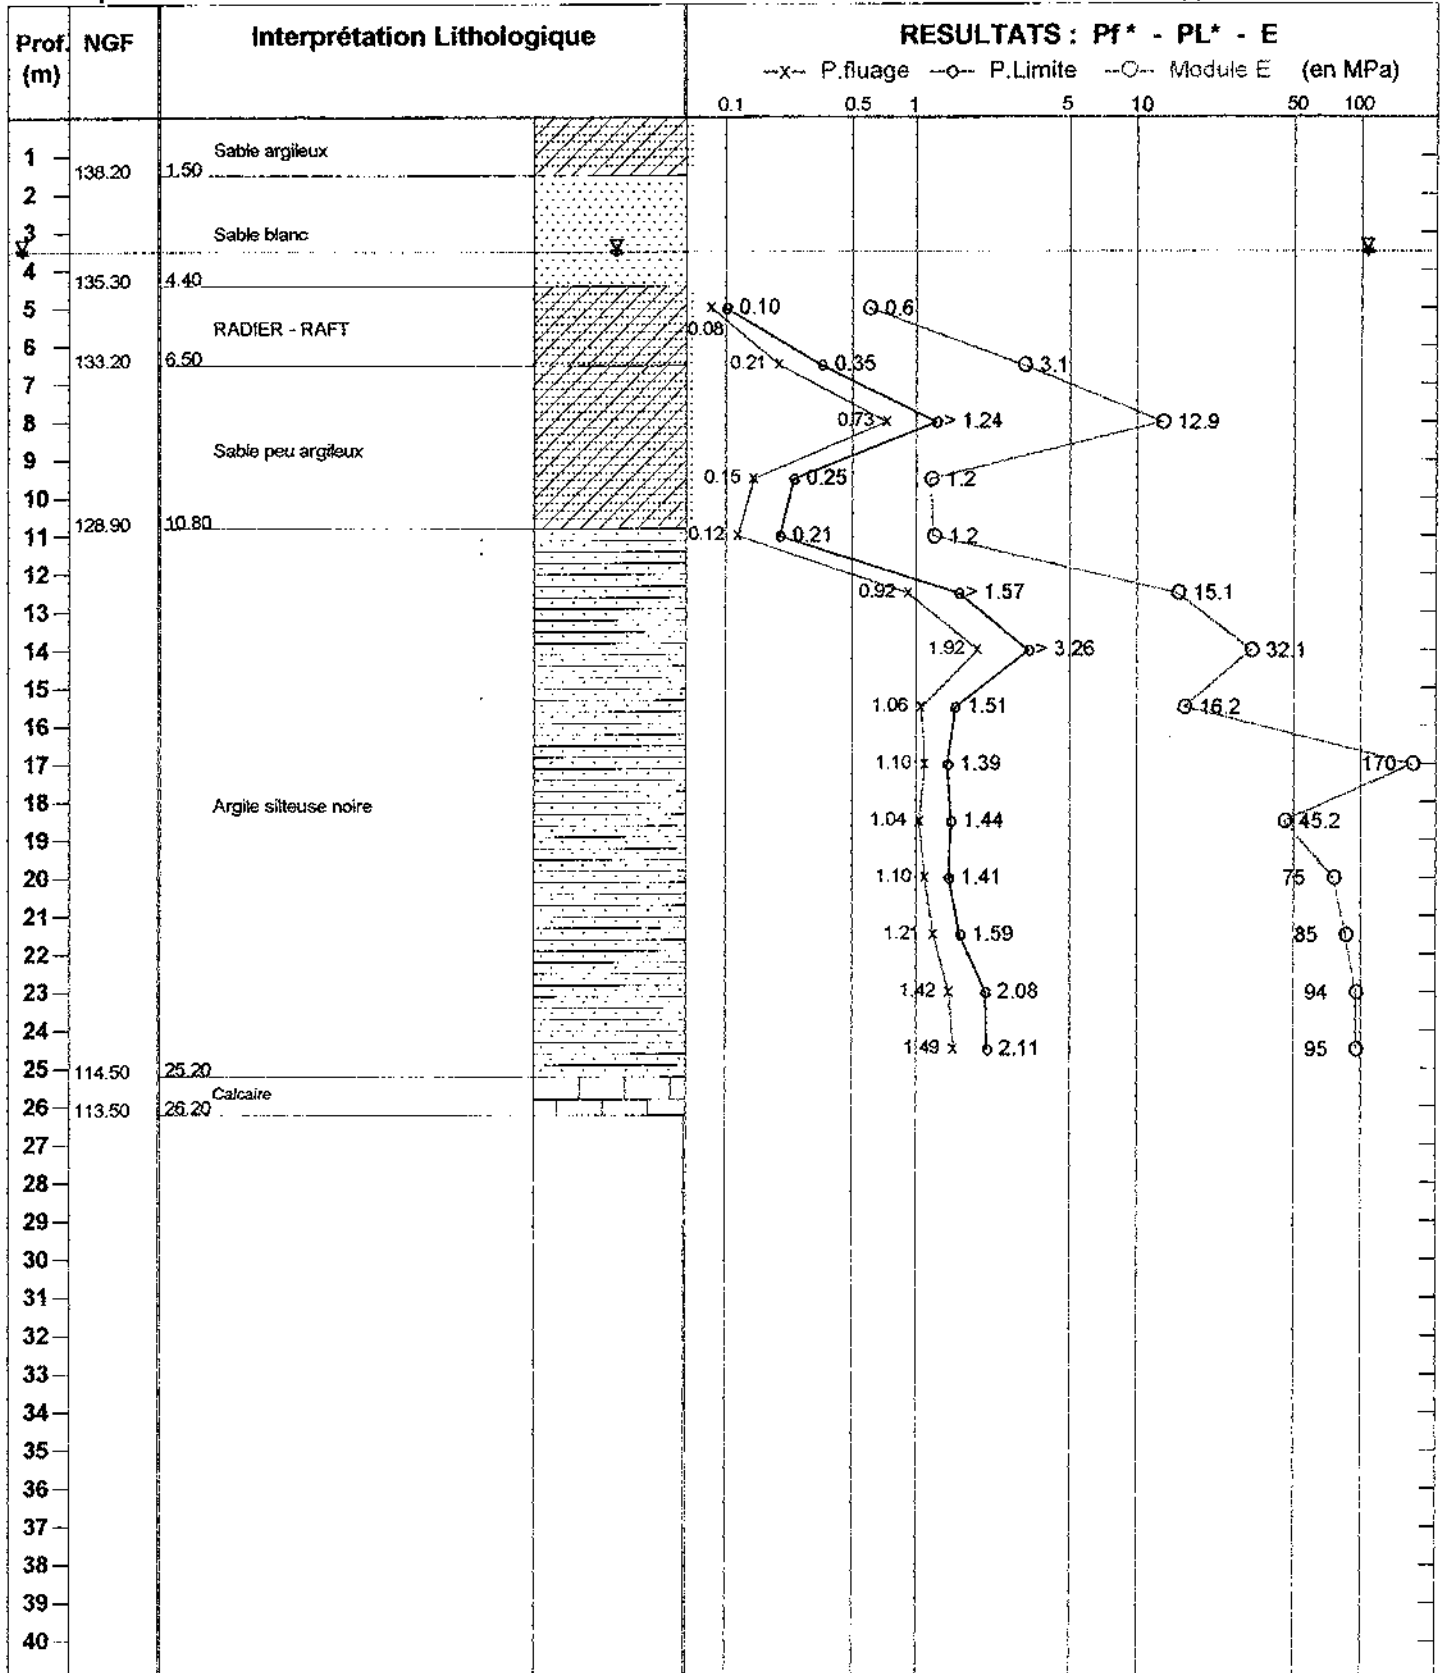 Interprétation Lithologique
RESULTATS : Pf* - PL* - E
Prof. NGF
(m)
--x-- P.fluage --o-- P.Limite --O-- Module E (en MPa)
0.1 0.5 1 5 10 50 100
1
Sable argileux
138.20 1.50
2
3
Sable blanc
4
135.30 4.40
5
0.10 0.6
0.08
RADIER - RAFT
6
133.20 6.50
0.21 0.35 3.1
7
8
0.73 > 1.24 12.9
Sable peu argileux
9
0.15 0.25 1.2
10
128.90 10.80
11
0.12 0.21 1.2
12
0.92 > 1.57 15.1
13
14
1.92 > 3.26 32.1
15
1.06 1.51 16.2
16
17
1.10 1.39 170
18
Argile silteuse noire
1.04 1.44 45.2
19
20
1.10 1.41 75
21
1.21 1.59 85
22
23
1.42 2.08 94
24
1.49 2.11 95
25
114.50 25.20
Calcaire
26
113.50 26.20
27
28
29
30
31
32
33
34
35
36
37
38
39
40